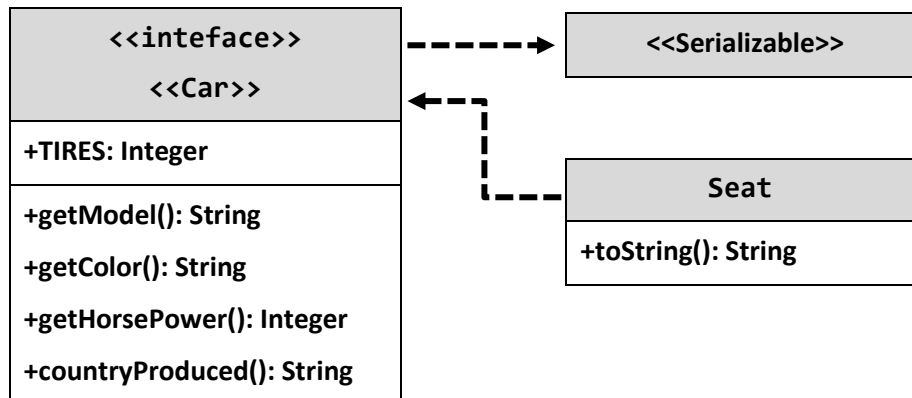 <<inteface>>
<<Car>>
+TIRES: Integer
+getModel(): String
+getColor(): String
+getHorsePower(): Integer
+countryProduced(): String
<<Serializable>>
Seat
+toString(): String